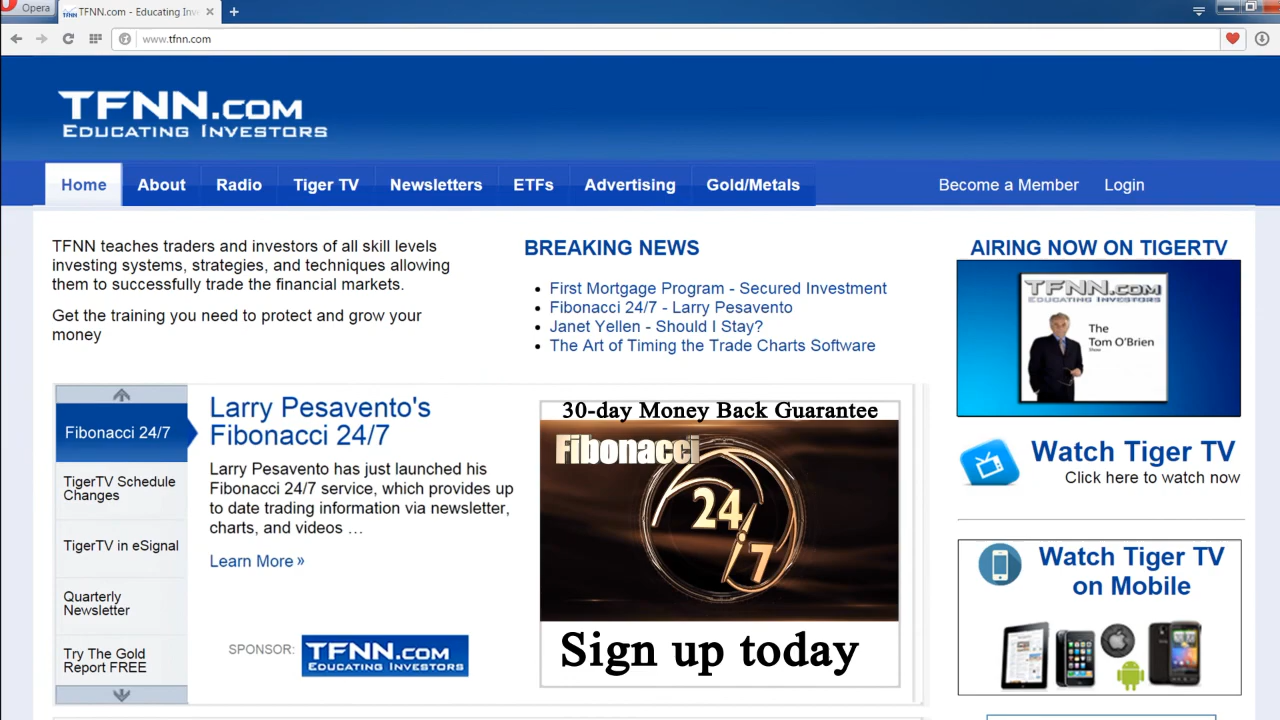 Opera
TFNN.com - Educating Inv
www.tfnn.com
TFNN.COM
EDUCATING INVESTORS
Home
About
Radio
Tiger TV
Newsletters
ETFs
Advertising
Gold/Metals
Become a Member
Login
TFNN teaches traders and investors of all skill levels
investing systems, strategies, and techniques allowing
them to successfully trade the financial markets.
Get the training you need to protect and grow your
money
BREAKING NEWS
First Mortgage Program - Secured Investment
Fibonacci 24/7 - Larry Pesavento
Janet Yellen - Should I Stay?
The Art of Timing the Trade Charts Software
AIRING NOW ON TIGERTV
TFNN.COM
EDUCATING INVESTORS
The
Tom O'Brien
Show
Watch Tiger TV
Click here to watch now
Watch Tiger TV
on Mobile
Fibonacci 24/7
TigerTV Schedule
Changes
TigerTV in eSignal
Quarterly
Newsletter
Try The Gold
Report FREE
Larry Pesavento's
Fibonacci 24/7
Larry Pesavento has just launched his
Fibonacci 24/7 service, which provides up
to date trading information via newsletter,
charts, and videos …
Learn More »
SPONSOR:
TFNN.COM
EDUCATING INVESTORS
30-day Money Back Guarantee
Fibonacci
24/7
Sign up today